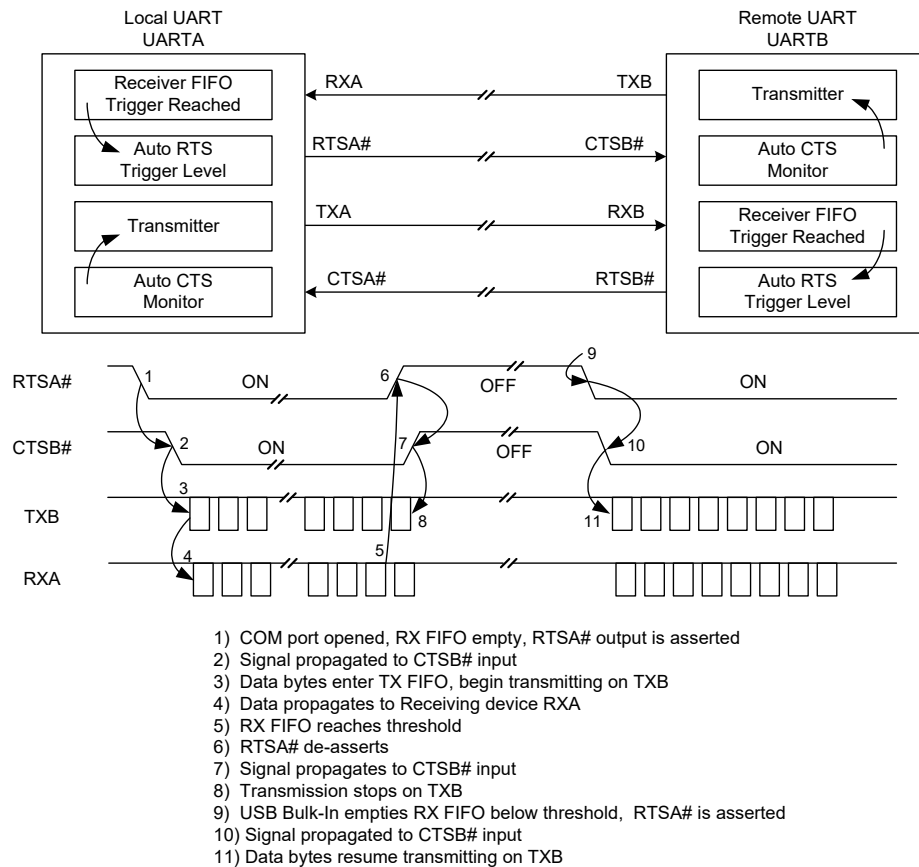 Local UART
UARTA
Remote UART
UARTB
Receiver FIFO
Trigger Reached
Auto RTS
Trigger Level
Transmitter
Auto CTS
Monitor
RXA
TXB
RTSA#
CTSB#
TXA
RXB
CTSA#
RTSB#
Transmitter
Auto CTS
Monitor
Receiver FIFO
Trigger Reached
Auto RTS
Trigger Level
RTSA#
1
ON
6
OFF
9
ON
CTSB#
2
ON
7
OFF
10
ON
TXB
3
8
11
RXA
4
5
1) COM port opened, RX FIFO empty, RTSA# output is asserted
2) Signal propagated to CTSB# input
3) Data bytes enter TX FIFO, begin transmitting on TXB
4) Data propagates to Receiving device RXA
5) RX FIFO reaches threshold
6) RTSA# de-asserts
7) Signal propagates to CTSB# input
8) Transmission stops on TXB
9) USB Bulk-In empties RX FIFO below threshold, RTSA# is asserted
10) Signal propagated to CTSB# input
11) Data bytes resume transmitting on TXB